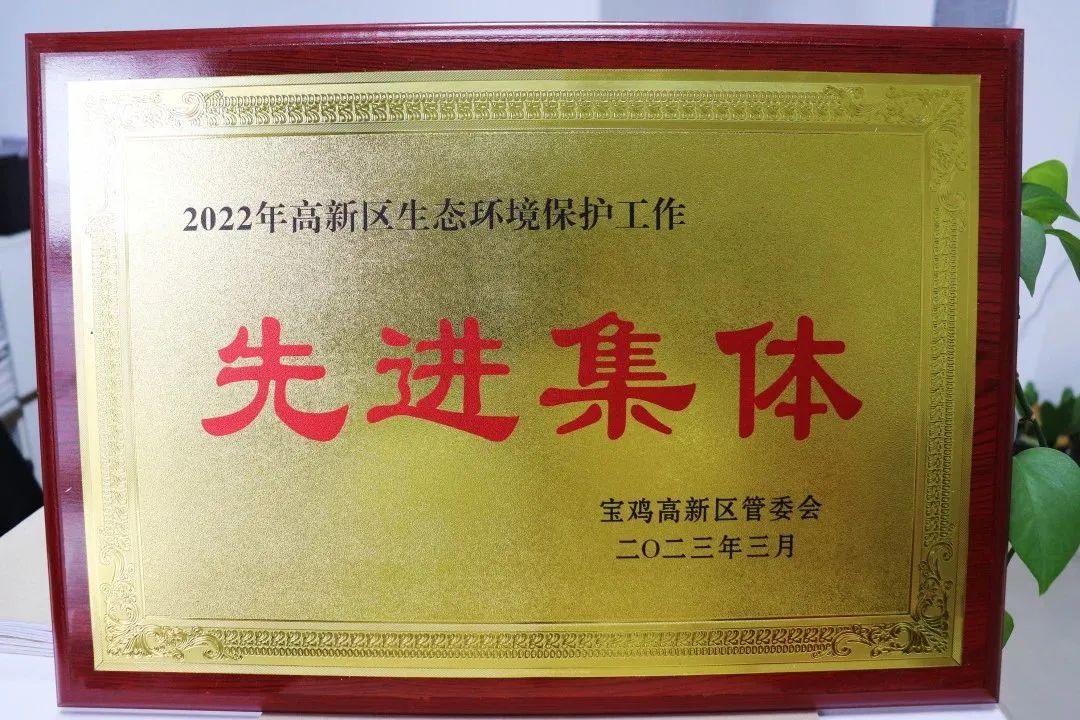 2022年高新区生态环境保护工作
先进集体
宝鸡高新区管委会
二〇二三年三月